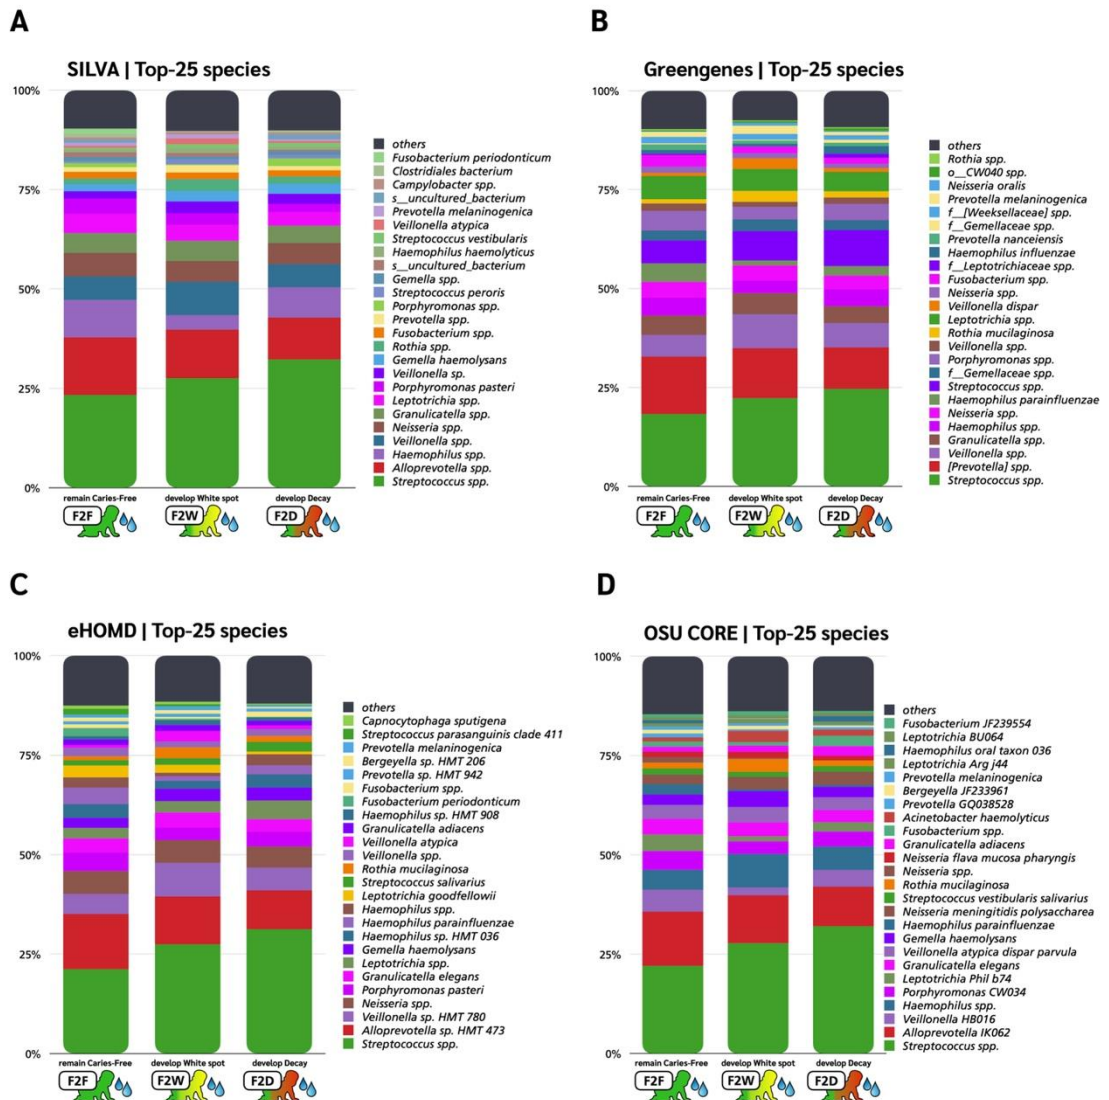 A
SILVA | Top-25 species
100%
75%
50%
25%
0%
remain Caries-Free
develop White spot
develop Decay
F2F
F2W
F2D
others
Fusobacterium periodonticum
Clostridiales bacterium
Campylobacter spp.
s__uncultured_bacterium
Prevotella melaninogenica
Veillonella atypica
Streptococcus vestibularis
Haemophilus haemolyticus
s__uncultured_bacterium
Gemella spp.
Streptococcus peroris
Porphyromonas spp.
Prevotella spp.
Fusobacterium spp.
Rothia spp.
Gemella haemolysans
Veillonella sp.
Porphyromonas pasteri
Leptotrichia spp.
Granulicatella spp.
Neisseria spp.
Veillonella spp.
Haemophilus spp.
Alloprevotella spp.
Streptococcus spp.
B
Greengenes | Top-25 species
100%
75%
50%
25%
0%
remain Caries-Free
develop White spot
develop Decay
F2F
F2W
F2D
others
Rothia spp.
o__CW040 spp.
Neisseria oralis
Prevotella melaninogenica
f__[Weeksellaceae] spp.
f__Gemellaceae spp.
Prevotella nanceiensis
Haemophilus influenzae
f__Leptotrichiaceae spp.
Fusobacterium spp.
Neisseria spp.
Veillonella dispar
Leptotrichia spp.
Rothia mucilaginosa
Veillonella spp.
Porphyromonas spp.
f__Gemellaceae spp.
Streptococcus spp.
Haemophilus parainfluenzae
Neisseria spp.
Haemophilus spp.
Granulicatella spp.
Veillonella spp.
[Prevotella] spp.
Streptococcus spp.
C
eHOMD | Top-25 species
100%
75%
50%
25%
0%
remain Caries-Free
develop White spot
develop Decay
F2F
F2W
F2D
others
Capnocytophaga sputigena
Streptococcus parasanguinis clade 411
Prevotella melaninogenica
Bergeyella sp. HMT 206
Prevotella sp. HMT 942
Fusobacterium spp.
Fusobacterium periodonticum
Haemophilus sp. HMT 908
Granulicatella adiacens
Veillonella atypica
Veillonella spp.
Rothia mucilaginosa
Streptococcus salivarius
Leptotrichia goodfellowii
Haemophilus spp.
Haemophilus parainfluenzae
Haemophilus sp. HMT 036
Gemella haemolysans
Leptotrichia spp.
Granulicatella elegans
Porphyromonas pasteri
Neisseria spp.
Veillonella sp. HMT 780
Alloprevotella sp. HMT 473
Streptococcus spp.
D
OSU CORE | Top-25 species
100%
75%
50%
25%
0%
remain Caries-Free
develop White spot
develop Decay
F2F
F2W
F2D
others
Fusobacterium JF239554
Leptotrichia BU064
Haemophilus oral taxon 036
Leptotrichia Arg j44
Prevotella melaninogenica
Bergeyella JF233961
Prevotella GQ038528
Acinetobacter haemolyticus
Fusobacterium spp.
Granulicatella adiacens
Neisseria flava mucosa pharyngis
Neisseria spp.
Rothia mucilaginosa
Streptococcus vestibularis salivarius
Neisseria meningitidis polysaccharea
Haemophilus parainfluenzae
Gemella haemolysans
Veillonella atypica dispar parvula
Granulicatella elegans
Leptotrichia Phil b74
Porphyromonas CW034
Haemophilus spp.
Veillonella HB016
Alloprevotella IK062
Streptococcus spp.